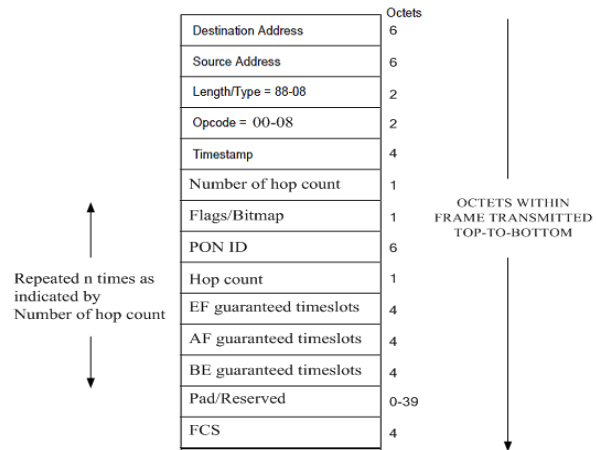 Octets
Destination Address 6
Source Address 6
Length/Type = 88-08 2
Opcode = 00-08 2
Timestamp 4
Number of hop count 1
Flags/Bitmap 1
PON ID 6
Hop count 1
EF guaranteed timeslots 4
AF guaranteed timeslots 4
BE guaranteed timeslots 4
Pad/Reserved 0-39
FCS 4
Repeated n times as
indicated by
Number of hop count
OCTETS WITHIN
FRAME TRANSMITTED
TOP-TO-BOTTOM